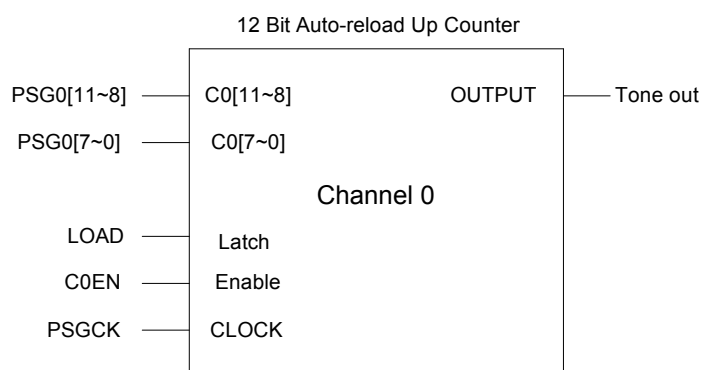 12 Bit Auto-reload Up Counter
PSG0[11~8] C0[11~8] OUTPUT Tone out
PSG0[7~0] C0[7~0]
Channel 0
LOAD Latch
C0EN Enable
PSGCK CLOCK